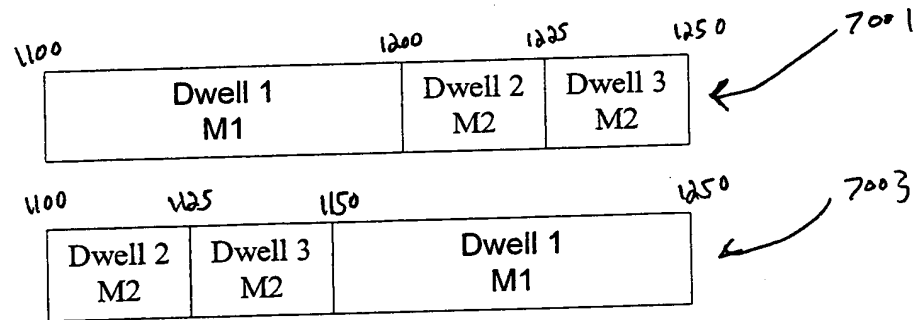 1100 1200 1225 1250 7001
Dwell 1 Dwell 2 Dwell 3
M1 M2 M2
1100 1125 1150 1250 7003
Dwell 2 Dwell 3 Dwell 1
M2 M2 M1